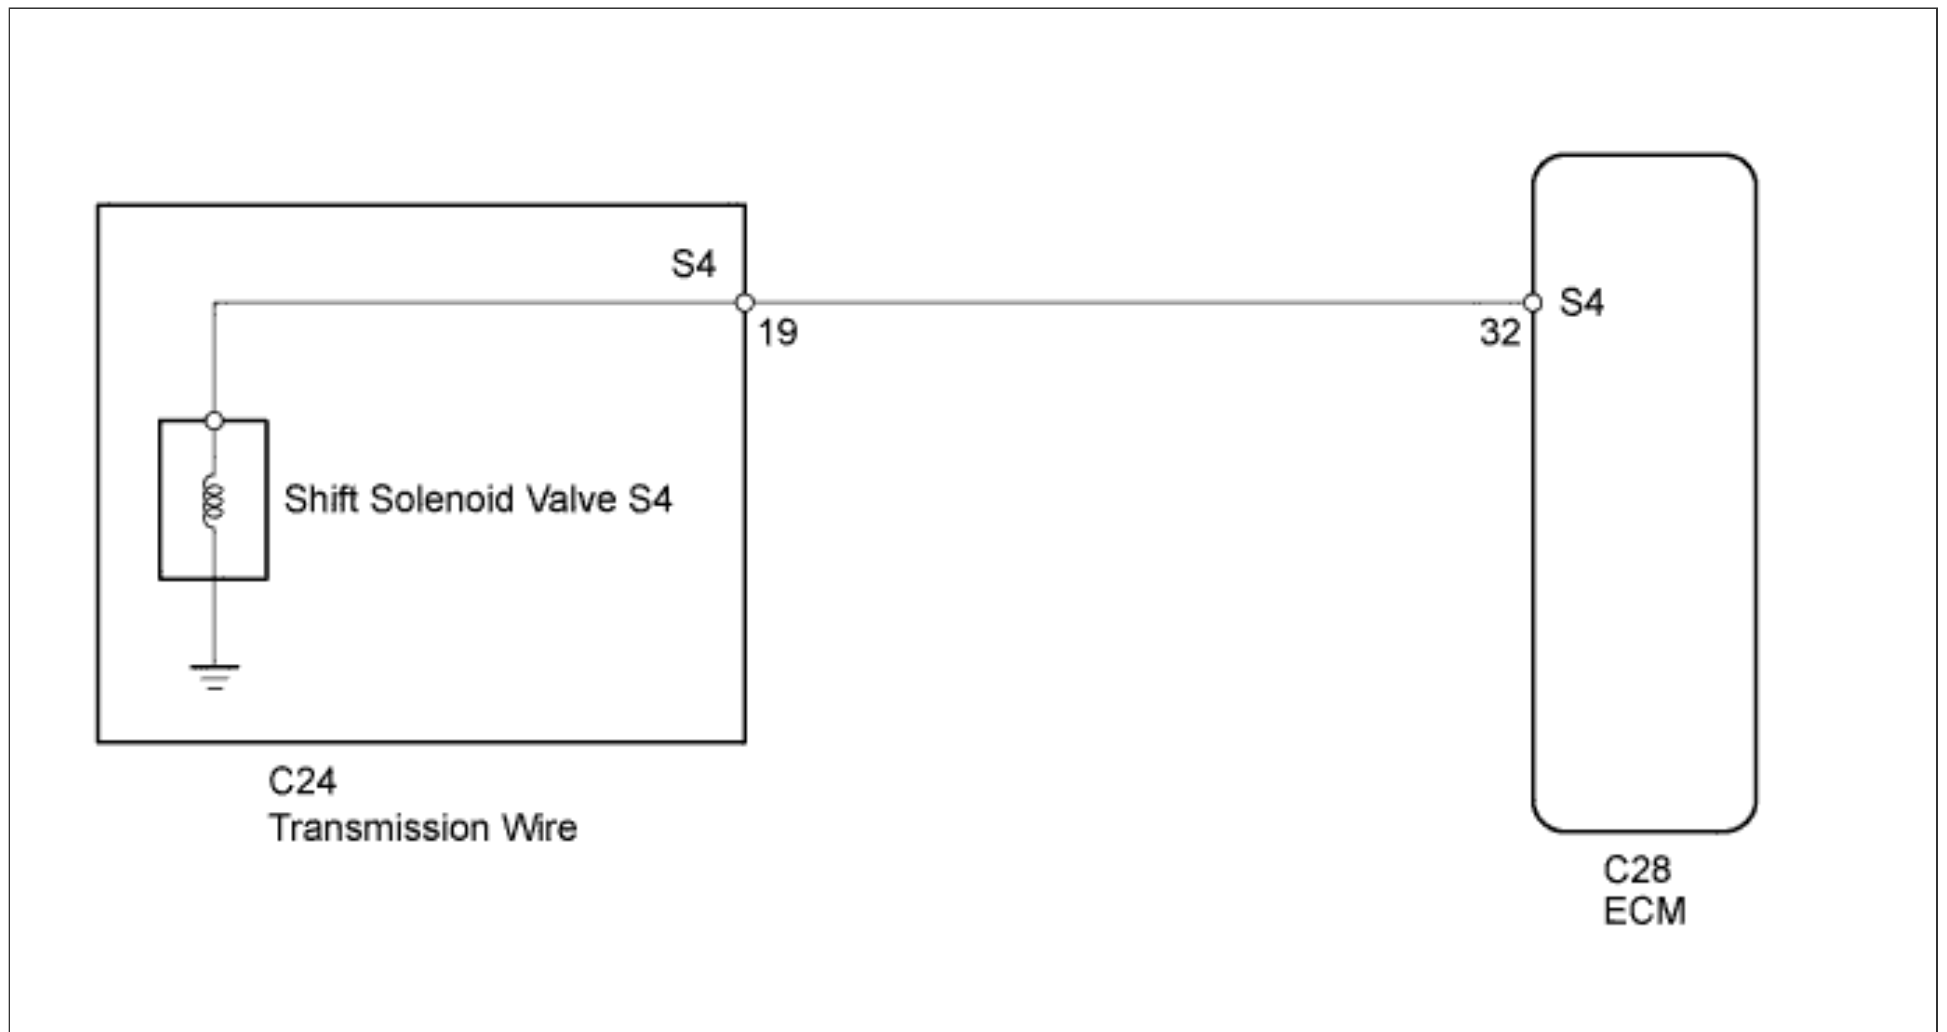 S4
S4
19
32
Shift Solenoid Valve S4
C24
Transmission Wire
C28
ECM